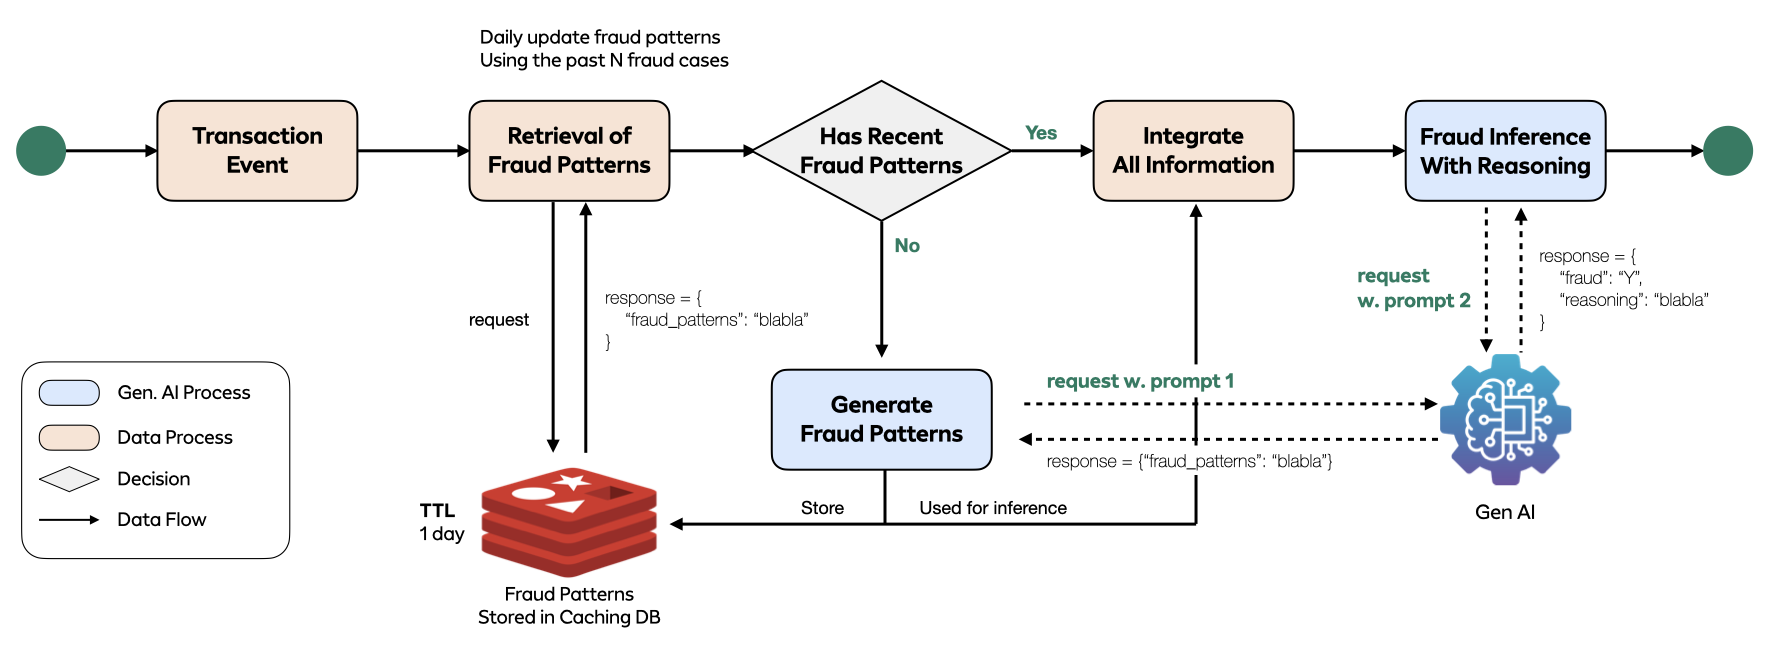 Daily update fraud patterns
Using the past N fraud cases
Transaction
Event
Retrieval of
Fraud Patterns
Has Recent
Fraud Patterns
Yes
Integrate
All Information
Fraud Inference
With Reasoning
No
request
response = {
"fraud_patterns": "blabla"
}
request
w. prompt 2
response = {
"fraud": "Y",
"reasoning": "blabla"
}
Gen. AI Process
Data Process
Decision
Data Flow
Generate
Fraud Patterns
request w. prompt 1
response = {"fraud_patterns": "blabla"}
Gen AI
TTL
1 day
Store
Used for inference
Fraud Patterns
Stored in Caching DB